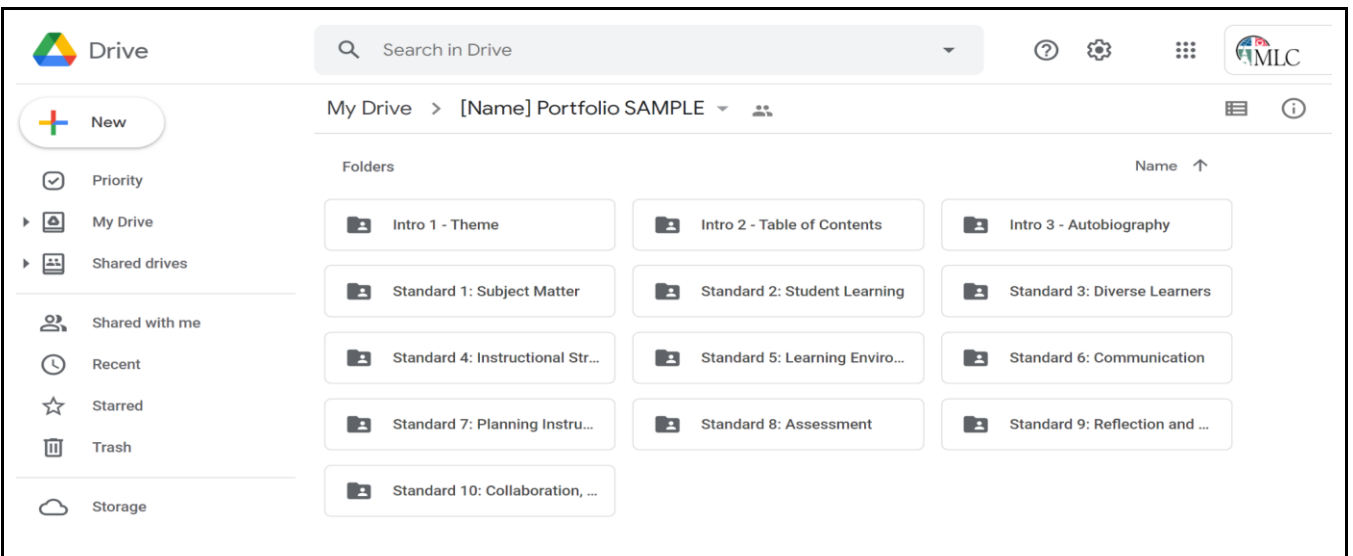 Drive
Search in Drive
MLC
My Drive > [Name] Portfolio SAMPLE
New
Folders
Name
Priority
My Drive
Shared drives
Shared with me
Recent
Starred
Trash
Storage
Intro 1 - Theme
Intro 2 - Table of Contents
Intro 3 - Autobiography
Standard 1: Subject Matter
Standard 2: Student Learning
Standard 3: Diverse Learners
Standard 4: Instructional Str...
Standard 5: Learning Enviro...
Standard 6: Communication
Standard 7: Planning Instru...
Standard 8: Assessment
Standard 9: Reflection and ...
Standard 10: Collaboration, ...